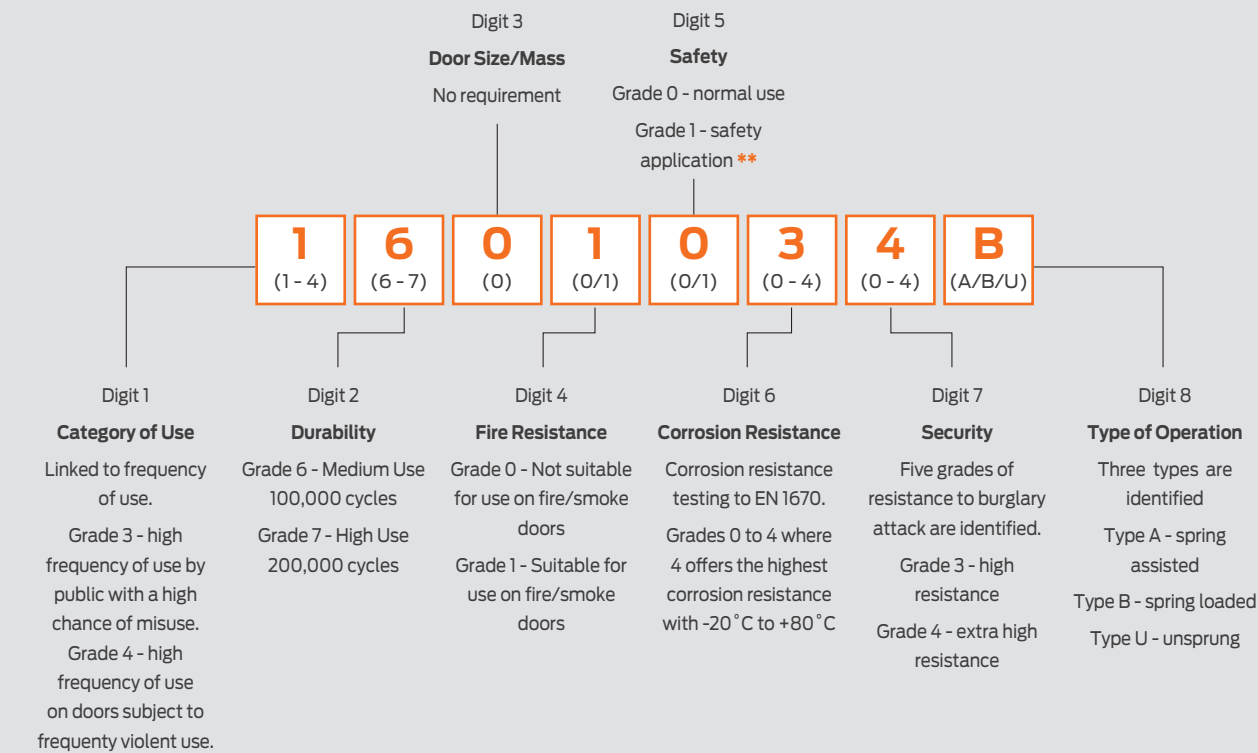 Digit 3
Door Size/Mass
No requirement
Digit 5
Safety
Grade 0 - normal use
Grade 1 - safety
application **
1
(1 - 4)
6
(6 - 7)
0
(0)
1
(0/1)
0
(0/1)
3
(0 - 4)
4
(0 - 4)
B
(A/B/U)
Digit 1
Category of Use
Linked to frequency
of use.
Grade 3 - high
frequency of use by
public with a high
chance of misuse.
Grade 4 - high
frequency of use
on doors subject to
frequenty violent use.
Digit 2
Durability
Grade 6 - Medium Use
100,000 cycles
Grade 7 - High Use
200,000 cycles
Digit 4
Fire Resistance
Grade 0 - Not suitable
for use on fire/smoke
doors
Grade 1 - Suitable for
use on fire/smoke
doors
Digit 6
Corrosion Resistance
Corrosion resistance
testing to EN 1670.
Grades 0 to 4 where
4 offers the highest
corrosion resistance
with -20˚C to +80˚C
Digit 7
Security
Five grades of
resistance to burglary
attack are identified.
Grade 3 - high
resistance
Grade 4 - extra high
resistance
Digit 8
Type of Operation
Three types are
identified
Type A - spring
assisted
Type B - spring loaded
Type U - unsprung